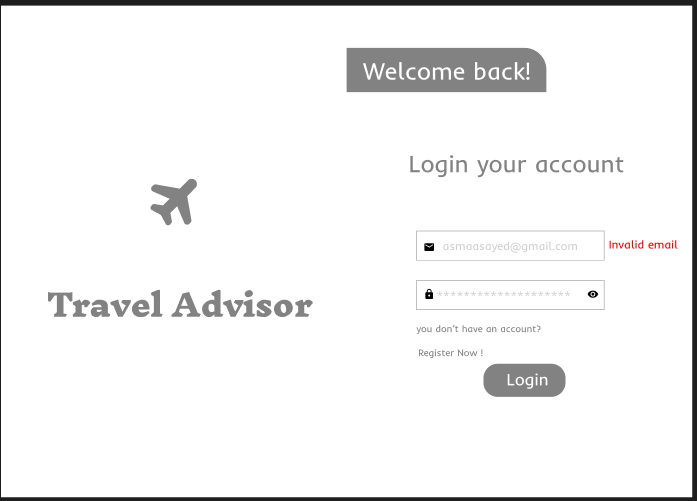 Welcome back!
Login your account
asmaasayed@gmail.com
Invalid email
********************
you don't have an account?
Register Now !
Login
Travel Advisor